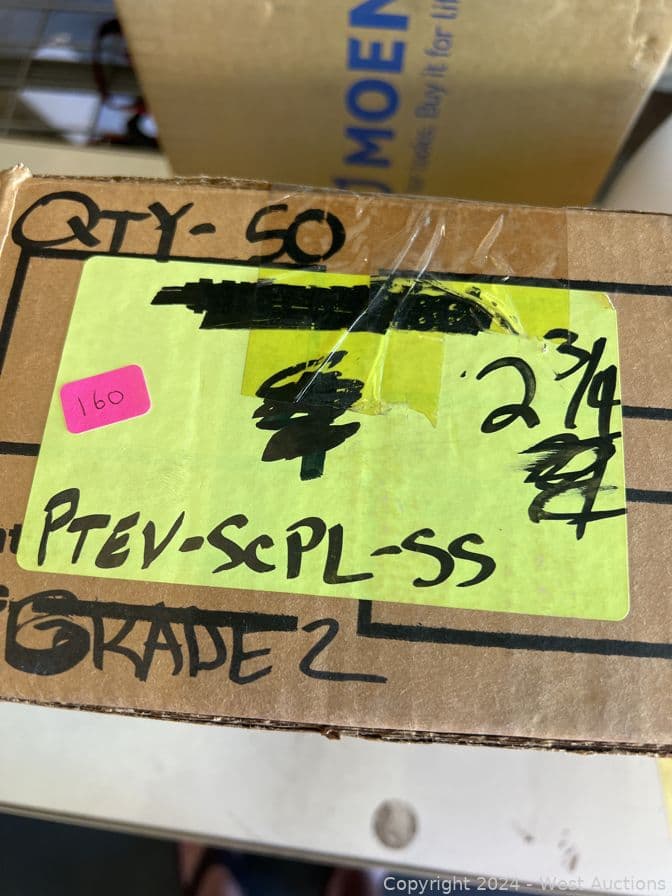 MOEN
Buy it for
QTY-50
2 3/4
160
PTEV-SCPL-SS
GRADE 2
Copyright 2024 - West Auctions